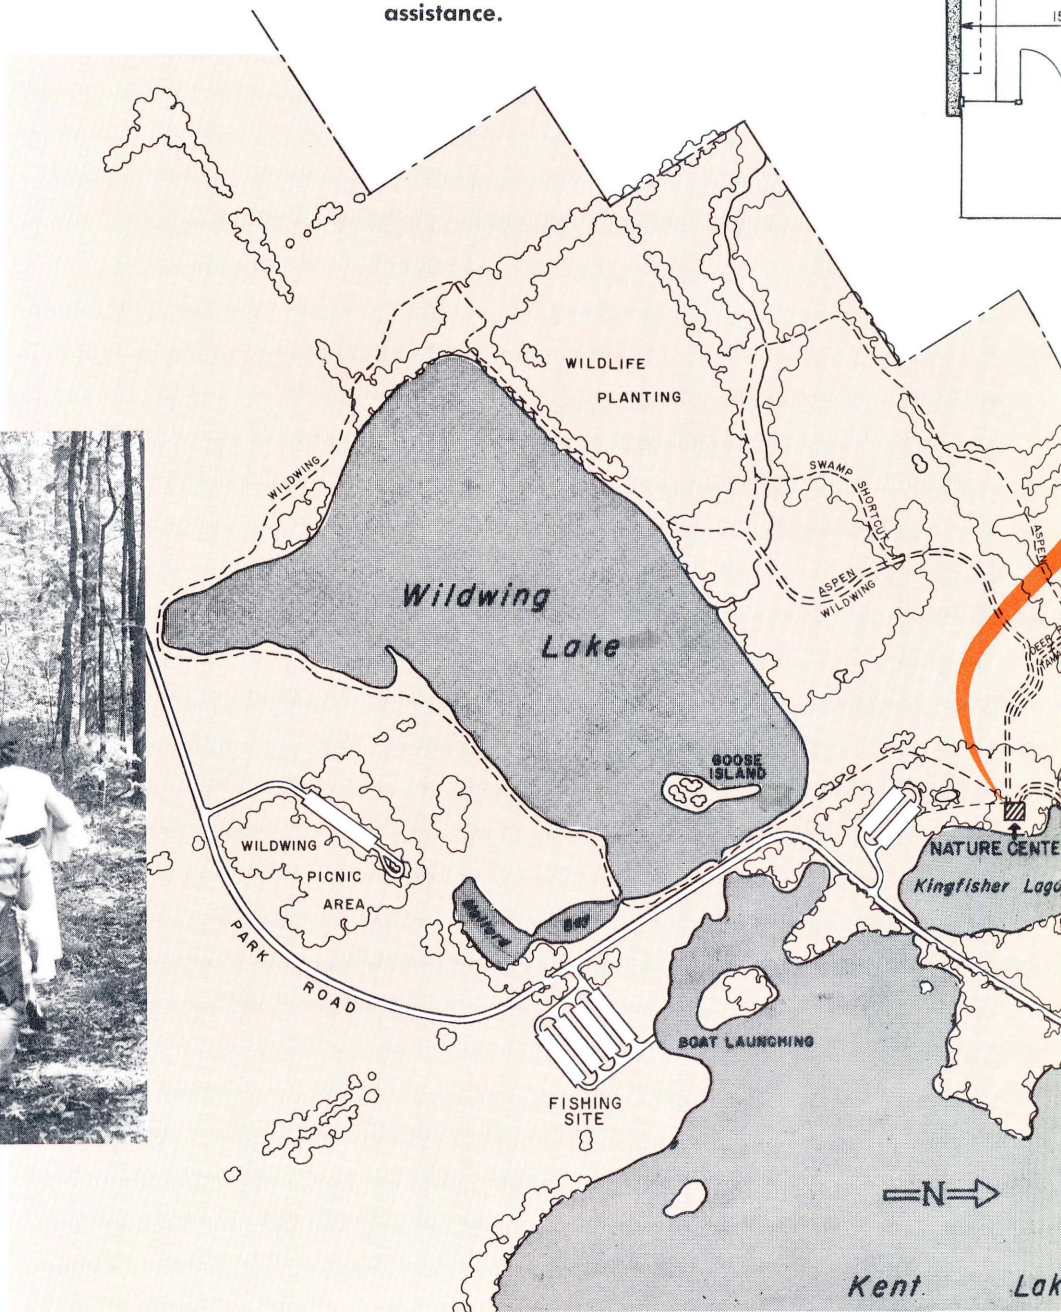 assistance.
WILDLIFE
PLANTING
WILDWING
SWAMP SHORTCUT
ASPEN
ASPEN
WILDWING
Wildwing
Lake
GOOSE
ISLAND
WILDWING
PICNIC
AREA
NATURE CENTE
Kingfisher Lago
Mallard Bay
PARK ROAD
BOAT LAUNCHING
FISHING
SITE
N
Kent Lak